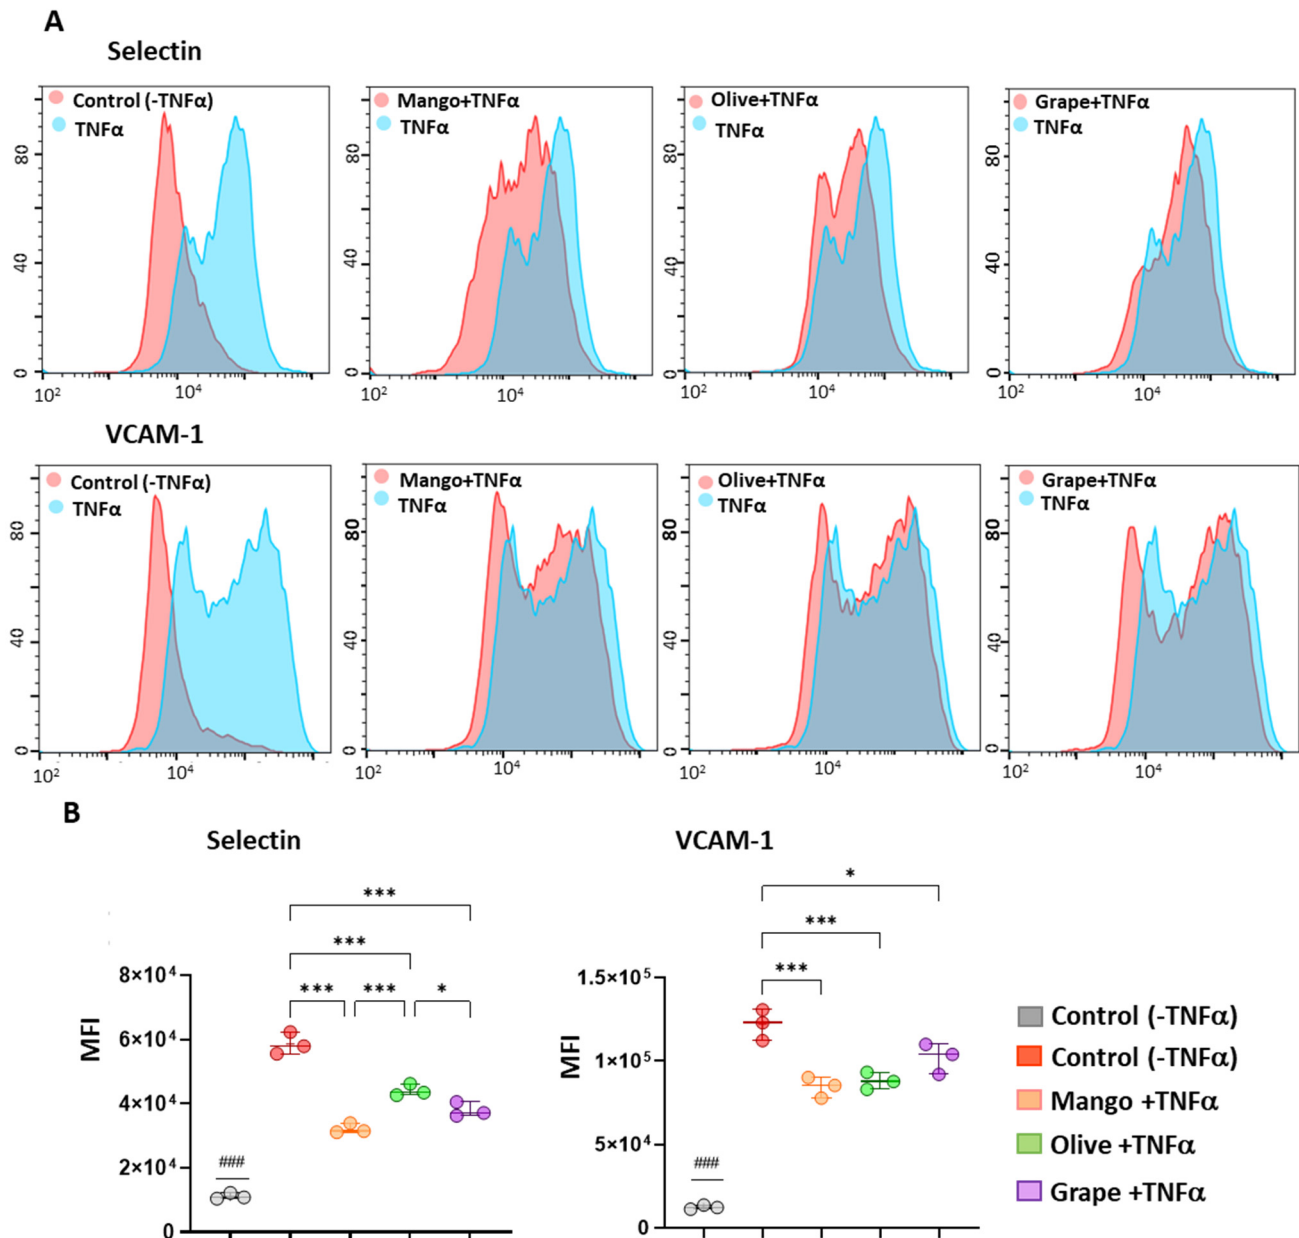 A
Selectin
Control (-TNFα)
TNFα
Mango+TNFα
TNFα
Olive+TNFα
TNFα
Grape+TNFα
TNFα
80
40
0
80
40
0
80
40
0
80
40
0
10²
10⁴
10²
10⁴
10²
10⁴
10²
10⁴
VCAM-1
Control (-TNFα)
TNFα
Mango+TNFα
TNFα
Olive+TNFα
TNFα
Grape+TNFα
TNFα
80
40
0
80
40
0
80
40
0
80
40
0
10²
10⁴
10²
10⁴
10²
10⁴
10²
10⁴
B
Selectin
***
***
*** *** *
8×10⁴
6×10⁴
4×10⁴
2×10⁴
0
MFI
###
VCAM-1
*
***
***
1.5×10⁵
1×10⁵
5×10⁴
0
MFI
###
Control (-TNFα)
Control (-TNFα)
Mango +TNFα
Olive +TNFα
Grape +TNFα